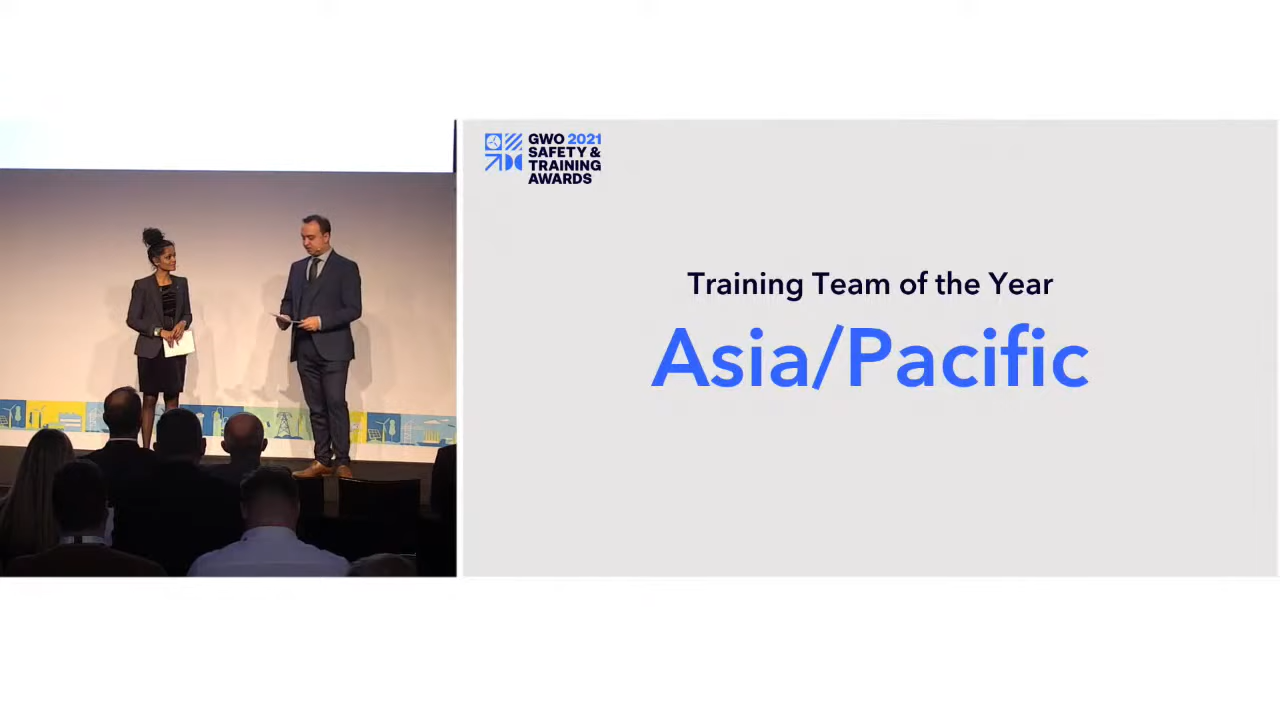 GWO 2021
SAFETY &
TRAINING
AWARDS
Training Team of the Year
Asia/Pacific